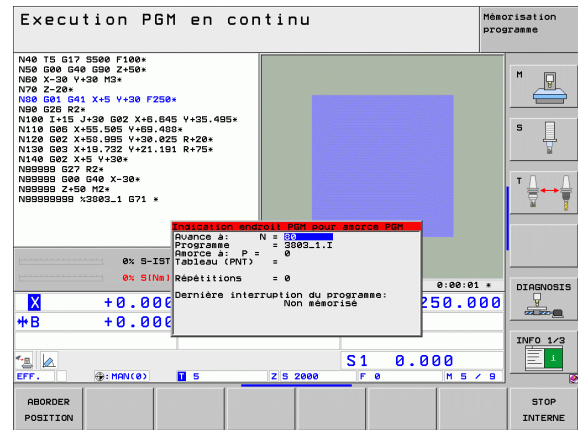 Execution PGM en continu
Mémorisation
programme
N40 T5 G17 S500 F100*
N50 G00 G40 G90 Z+50*
N60 X-30 Y+30 M3*
N70 Z-20*
N80 G01 G41 X+5 Y+30 F250*
N90 G26 R2*
N100 I+15 J+30 G02 X+6.645 Y+35.495*
N110 G06 X+55.505 Y+69.488*
N120 G02 X+58.995 Y+30.025 R+20*
N130 G03 X+19.732 Y+21.191 R+75*
N140 G02 X+5 Y+30*
N99999 G27 R2*
N99999 G00 G40 X-30*
N99999 Z+50 M2*
N99999999 %3803_1 G71 *
M
S
T
Indication endroit PGM pour amorce PGM
Avance à: N = 80
Programme = 3803_1.I
Amorce à: P = 0
Tableau (PNT) =
Répétitions = 0
Dernière interruption du programme:
Non mémorisé
0% S-IST
0% S[Nm]
0:00:01 *
DIAGNOSIS
X +0.000
250.000
B +0.000
INFO 1/3
S1 0.000
EFF. MAN(0) T 5 Z S 2000 F 0 M 5 / 9
ABORDER
POSITION
STOP
INTERNE